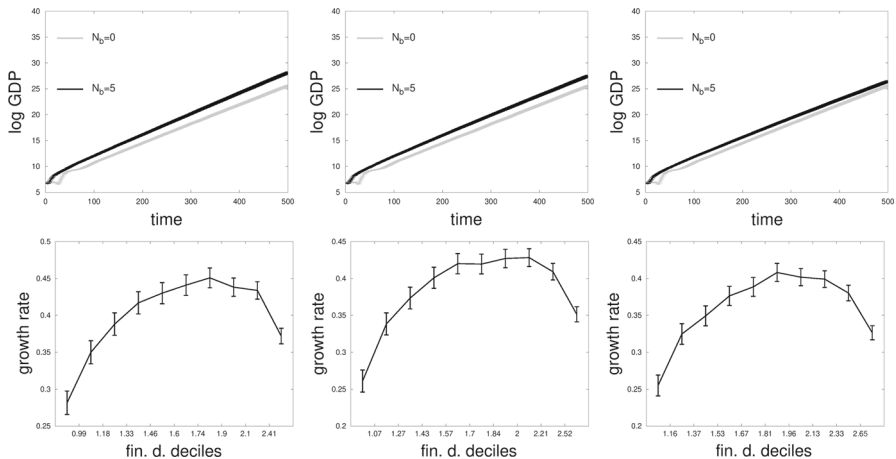 40
35
30
25
20
15
10
5
log GDP
N_b=0
N_b=5
0 100 200 300 400 500
time
40
35
30
25
20
15
10
5
log GDP
N_b=0
N_b=5
0 100 200 300 400 500
time
40
35
30
25
20
15
10
5
log GDP
N_b=0
N_b=5
0 100 200 300 400 500
time
0.5
0.45
0.4
0.35
0.3
0.25
growth rate
0.99 1.18 1.33 1.46 1.6 1.74 1.9 2.1 2.41
fin. d. deciles
0.45
0.4
0.35
0.3
0.25
0.2
growth rate
1.07 1.27 1.43 1.57 1.7 1.84 2 2.21 2.52
fin. d. deciles
0.45
0.4
0.35
0.3
0.25
0.2
growth rate
1.16 1.37 1.53 1.67 1.81 1.96 2.13 2.33 2.65
fin. d. deciles